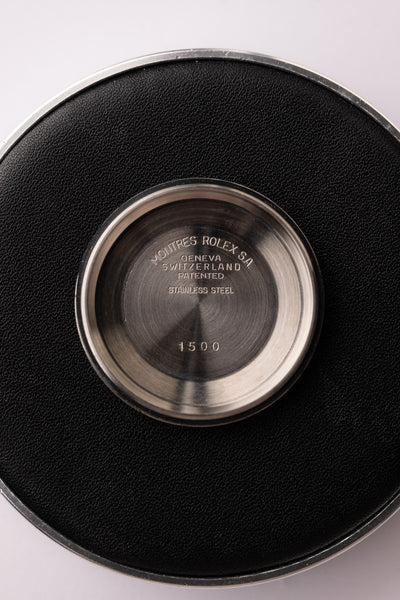 MONTRES ROLEX S.A.
GENEVA
SWITZERLAND
PATENTED
STAINLESS STEEL
1500